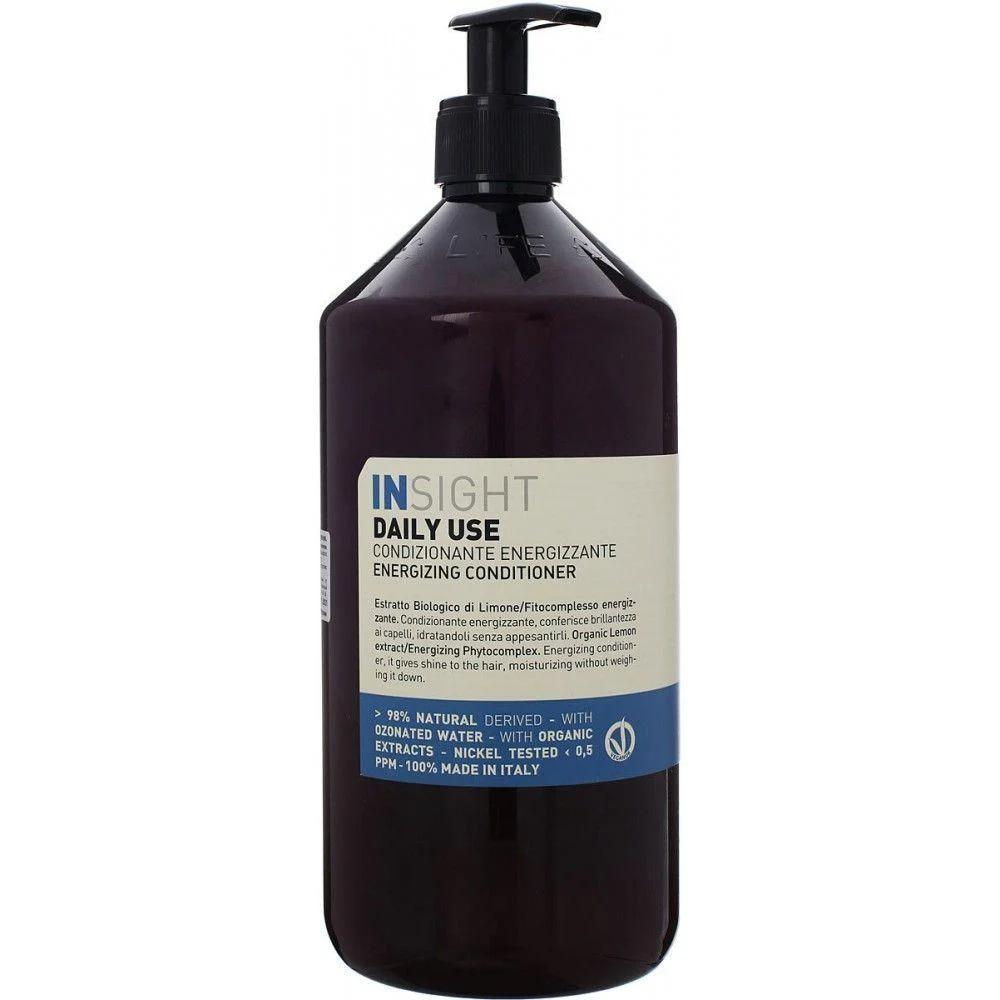 LIFE
INSIGHT
DAILY USE
CONDIZIONANTE ENERGIZZANTE
ENERGIZING CONDITIONER
Estratto Biologico di Limone/Fitocomplesso energiz-
zante. Condizionante energizzante, conferisce brillantezza
ai capelli, idratandoli senza appesantirli. Organic Lemon
extract/Energizing Phytocomplex. Energizing condition-
er, it gives shine to the hair, moisturizing without weigh-
ing it down.
> 98% NATURAL DERIVED - WITH
OZONATED WATER - WITH ORGANIC
EXTRACTS - NICKEL TESTED < 0,5
PPM - 100% MADE IN ITALY